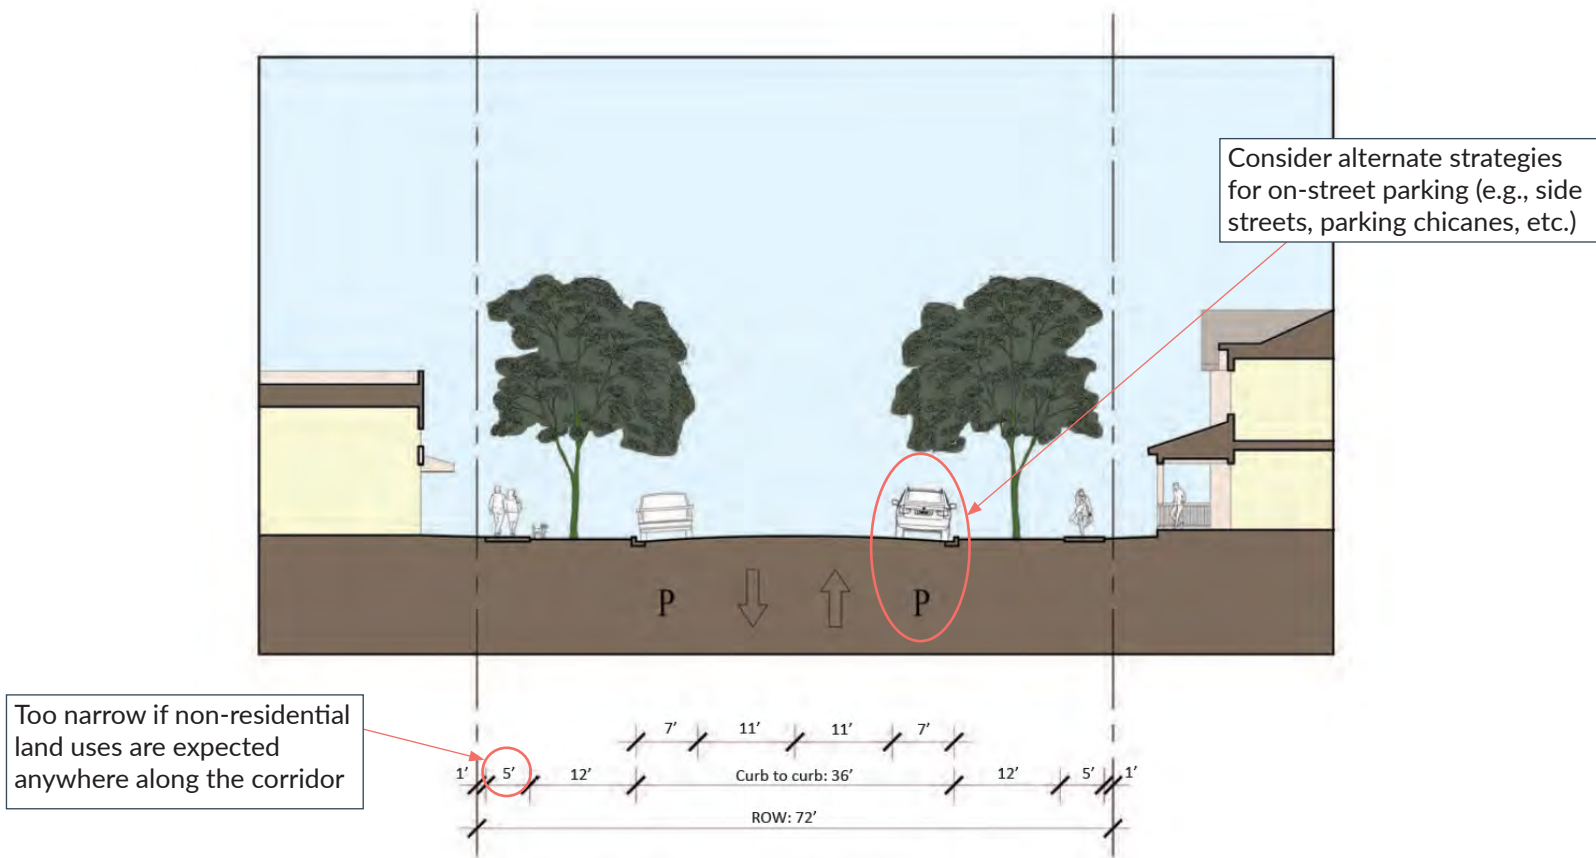 Consider alternate strategies
for on-street parking (e.g., side
streets, parking chicanes, etc.)
P
P
Too narrow if non-residential
land uses are expected
anywhere along the corridor
7’ 11’ 11’ 7’
1’ 5’ 12’ Curb to curb: 36’ 12’ 5’ 1’
ROW: 72’